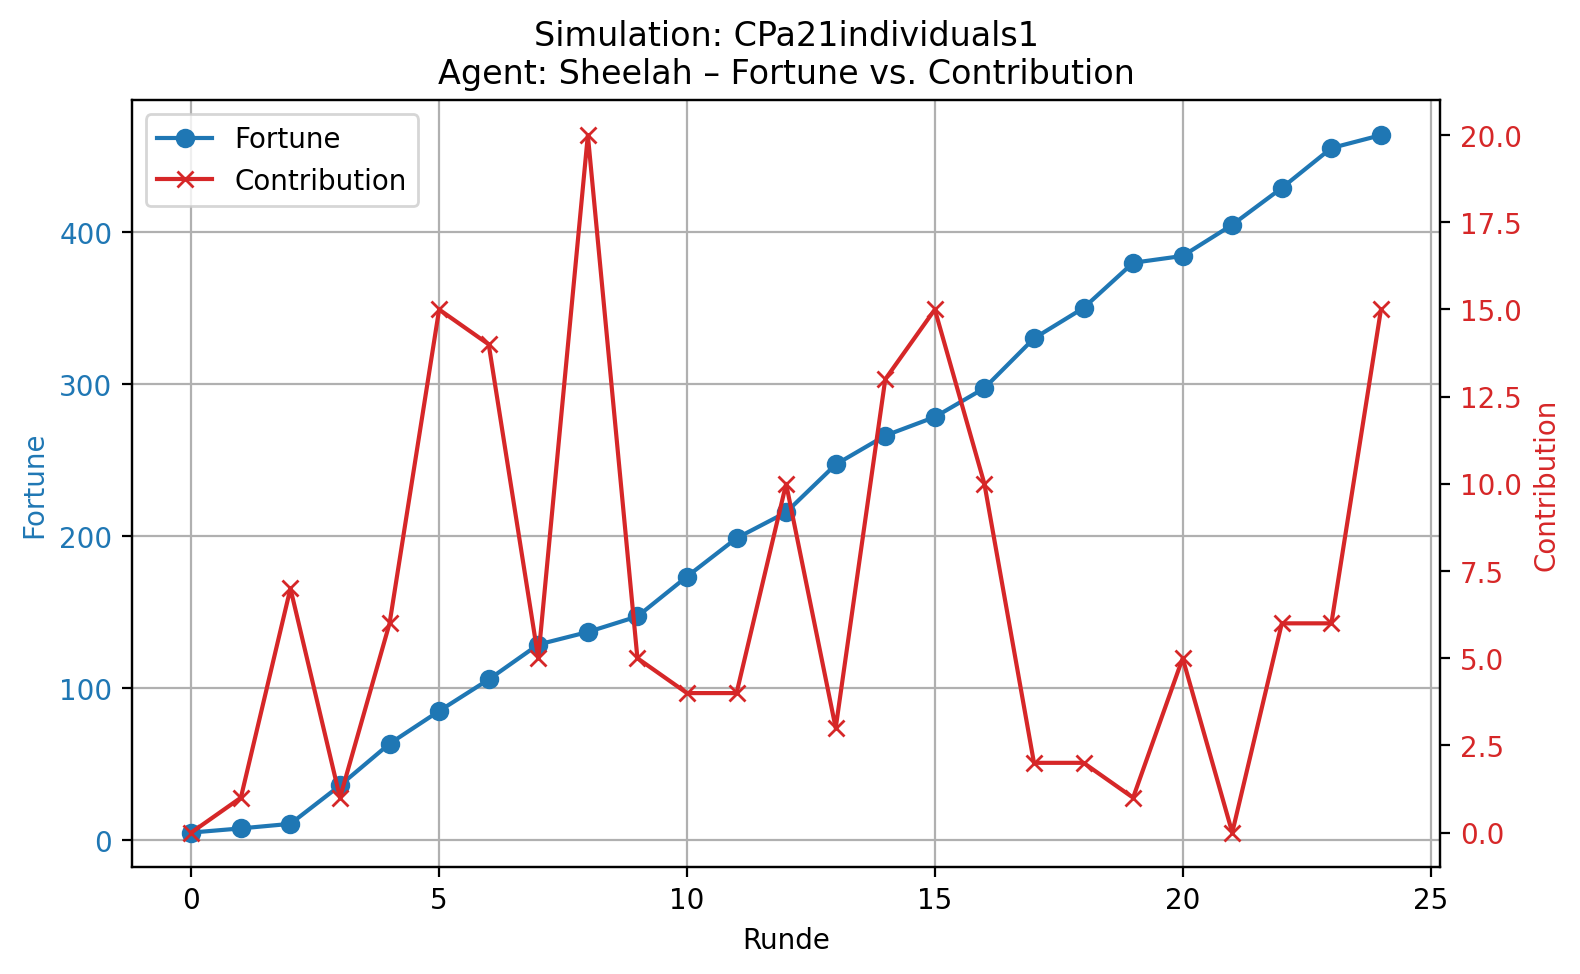 Simulation: CPa21individuals1
Agent: Sheelah – Fortune vs. Contribution
Fortune
Contribution
400
300
200
100
0
Fortune
20.0
17.5
15.0
12.5
10.0
7.5
5.0
2.5
0.0
Contribution
0 5 10 15 20 25
Runde